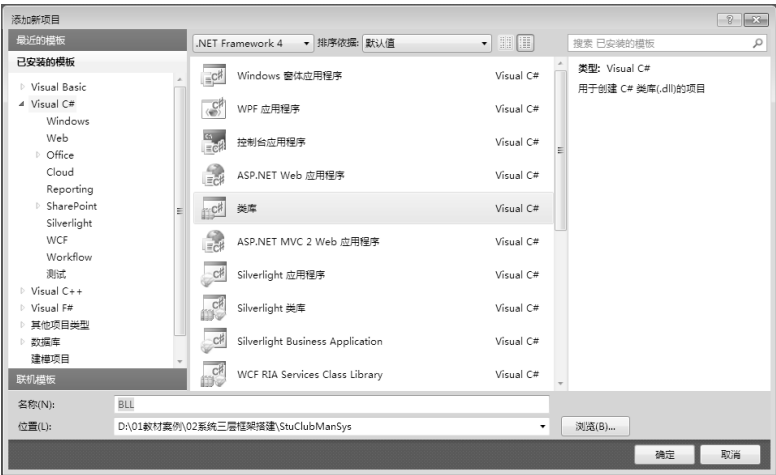 添加新项目
最近的模板
.NET Framework 4 排序依据: 默认值
搜索 已安装的模板
已安装的模板
Visual Basic
Visual C#
Windows
Web
Office
Cloud
Reporting
SharePoint
Silverlight
WCF
Workflow
测试
Visual C++
Visual F#
其他项目类型
数据库
建模项目
联机模板
Windows 窗体应用程序 Visual C#
WPF 应用程序 Visual C#
控制台应用程序 Visual C#
ASP.NET Web 应用程序 Visual C#
类库 Visual C#
ASP.NET MVC 2 Web 应用程序 Visual C#
Silverlight 应用程序 Visual C#
Silverlight 类库 Visual C#
Silverlight Business Application Visual C#
WCF RIA Services Class Library Visual C#
类型: Visual C#
用于创建 C# 类库(.dll)的项目
名称(N): BLL
位置(L): D:\01教材案例\02系统三层框架搭建\StuClubManSys 浏览(B)...
确定 取消